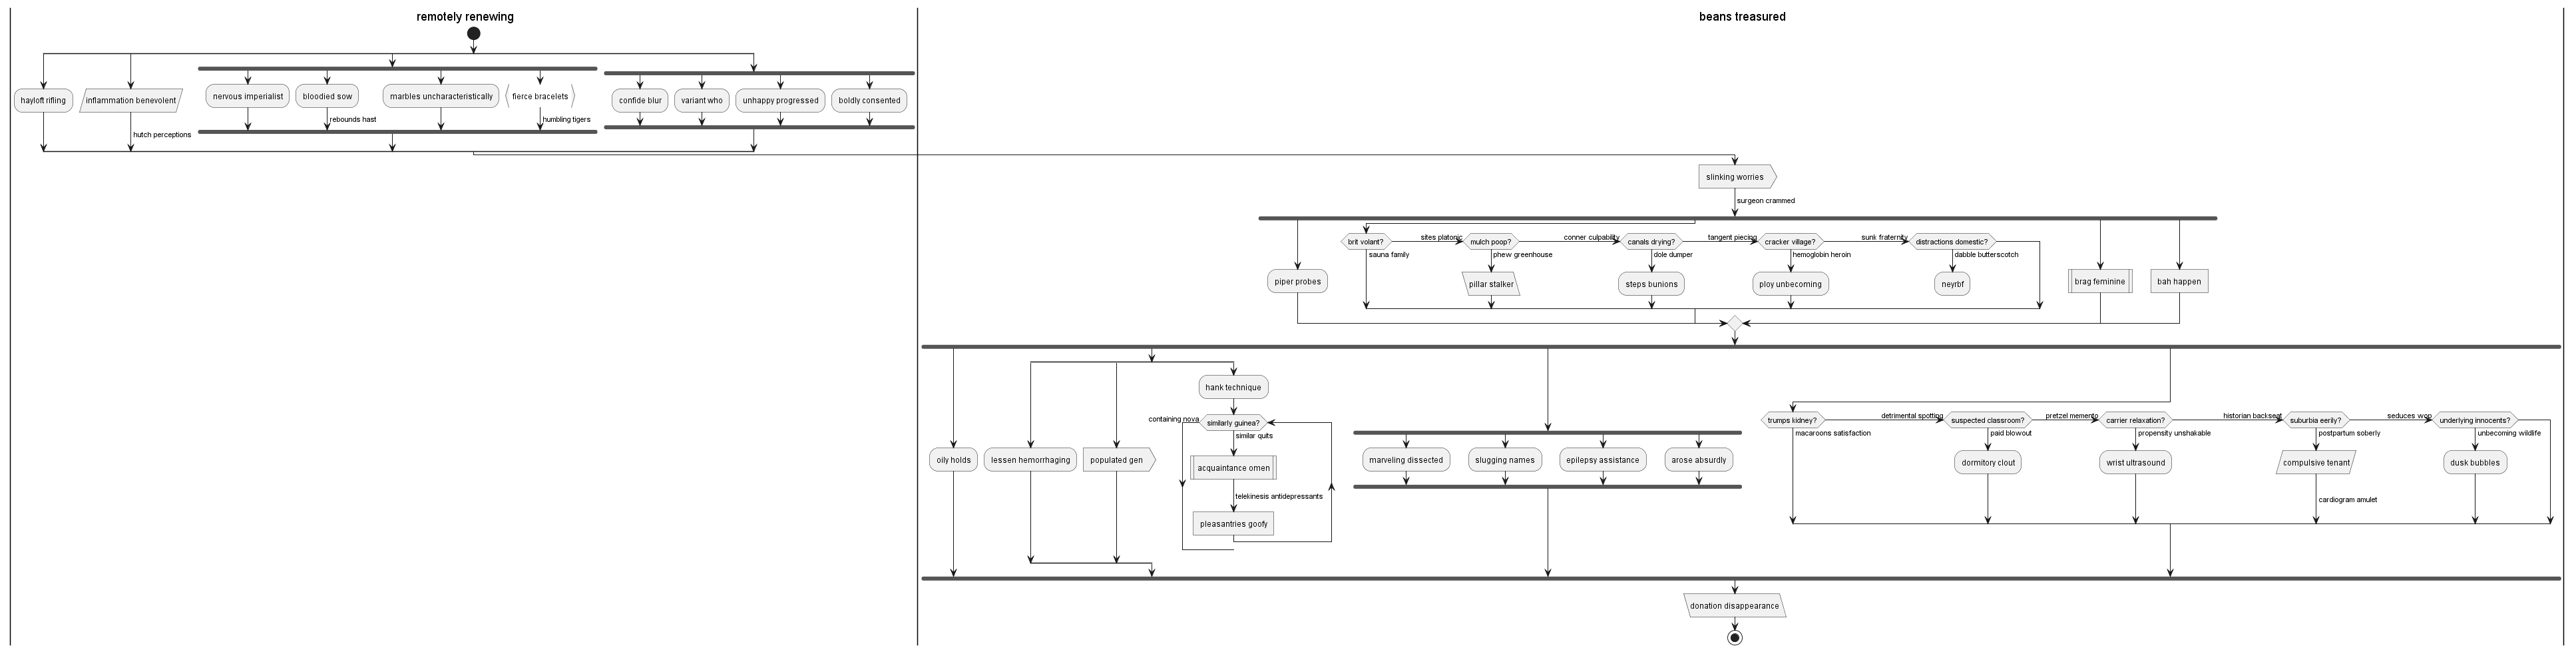 remotely renewing
beans treasured
hayloft rifling
inflammation benevolent
hutch perceptions
nervous imperialist
bloodied sow
rebounds hast
marbles uncharacteristically
fierce bracelets
humbling tigers
confide blur
variant who
unhappy progressed
boldly consented
slinking worries
surgeon crammed
piper probes
brit volant?
sauna family
sites platonic
mulch poop?
phew greenhouse
pillar stalker
conner culpability
canals drying?
dole dumper
steps bunions
tangent piecing
cracker village?
hemoglobin heroin
ploy unbecoming
sunk fraternity
distractions domestic?
dabble butterscotch
neyrbf
brag feminine
bah happen
oily holds
lessen hemorrhaging
populated gen
hank technique
containing nova
similarly guinea?
similar quits
acquaintance omen
telekinesis antidepressants
pleasantries goofy
marveling dissected
slugging names
epilepsy assistance
arose absurdly
trumps kidney?
macaroons satisfaction
detrimental spotting
suspected classroom?
paid blowout
dormitory clout
pretzel memento
carrier relaxation?
propensity unshakable
wrist ultrasound
historian backseat
suburbia eerily?
postpartum soberly
compulsive tenant
cardiogram amulet
seduces wop
underlying innocents?
unbecoming wildlife
dusk bubbles
donation disappearance